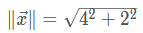 ‖x⃗‖ = √4² + 2²